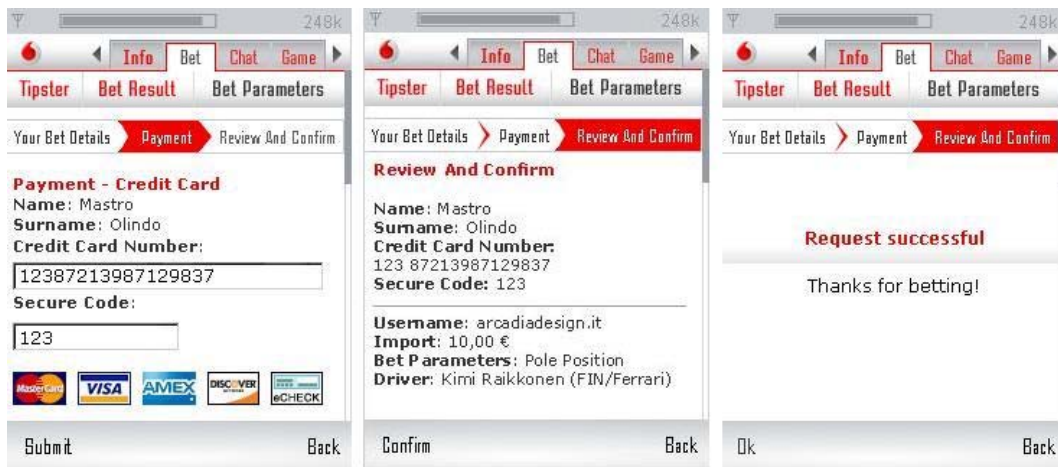 248k
Info Bet Chat Game
Tipster Bet Result Bet Parameters
Your Bet Details Payment Review And Confirm
Payment - Credit Card
Name: Mastro
Surname: Olindo
Credit Card Number:
12387213987129837
Secure Code:
123
MasterCard VISA AMEX DISCOVER eCHECK
Submit Back
248k
Info Bet Chat Game
Tipster Bet Result Bet Parameters
Your Bet Details Payment Review And Confirm
Review And Confirm
Name: Mastro
Surname: Olindo
Credit Card Number:
123 87213987129837
Secure Code: 123
Username: arcadiadesign.it
Import: 10,00 €
Bet Parameters: Pole Position
Driver: Kimi Raikkonen (FIN/Ferrari)
Confirm Back
248k
Info Bet Chat Game
Tipster Bet Result Bet Parameters
Your Bet Details Payment Review And Confirm
Request successful
Thanks for betting!
Ok Back